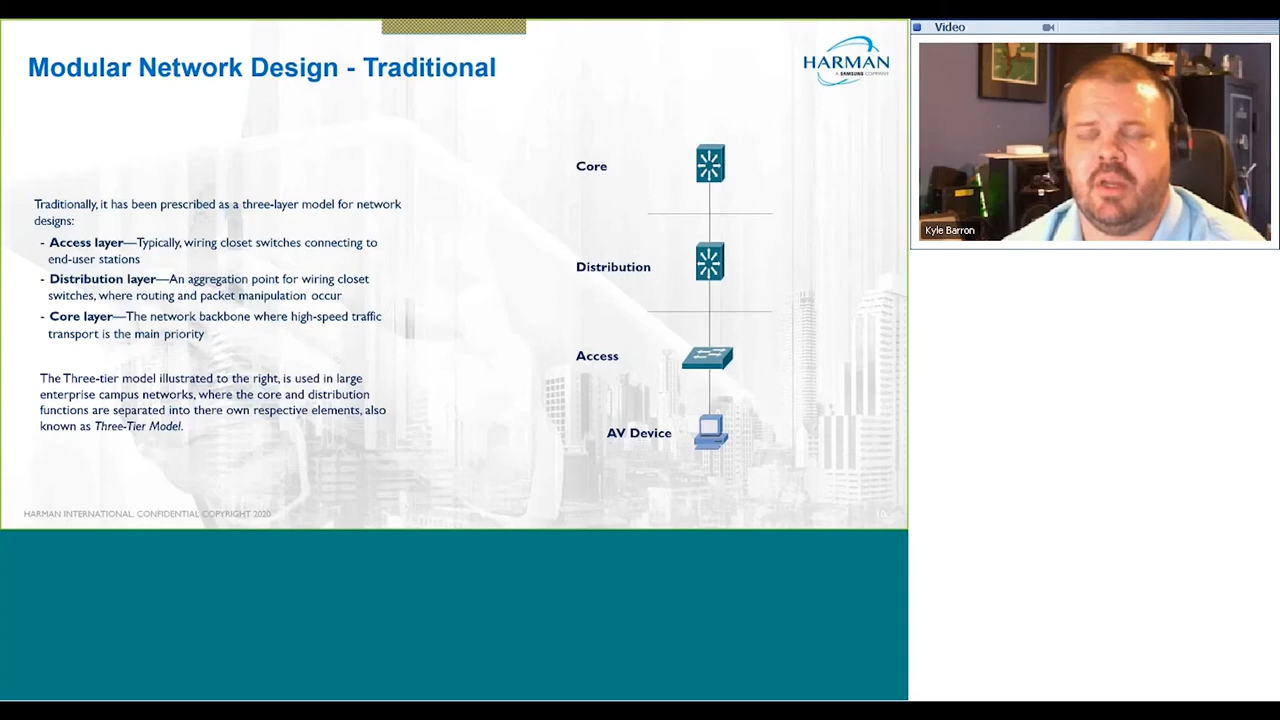 Modular Network Design - Traditional
HARMAN
A SAMSUNG COMPANY
Traditionally, it has been prescribed as a three-layer model for network
designs:
- Access layer—Typically, wiring closet switches connecting to
end-user stations
- Distribution layer—An aggregation point for wiring closet
switches, where routing and packet manipulation occur
- Core layer—The network backbone where high-speed traffic
transport is the main priority
The Three-tier model illustrated to the right, is used in large
enterprise campus networks, where the core and distribution
functions are separated into there own respective elements, also
known as Three-Tier Model.
Core
Distribution
Access
AV Device
HARMAN INTERNATIONAL. CONFIDENTIAL COPYRIGHT 2020
10
Video
Kyle Barron